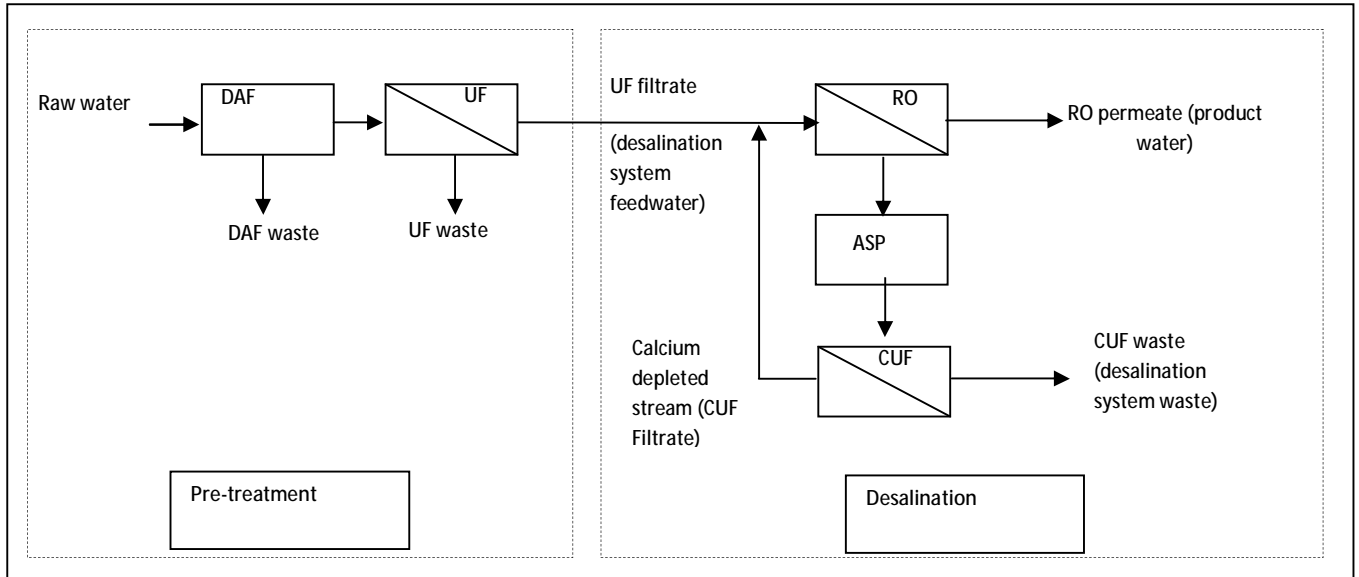 Raw water
DAF
UF
DAF waste
UF waste
Pre-treatment
UF filtrate
(desalination
system
feedwater)
RO
RO permeate (product
water)
ASP
Calcium
depleted
stream (CUF
Filtrate)
CUF
CUF waste
(desalination
system waste)
Desalination